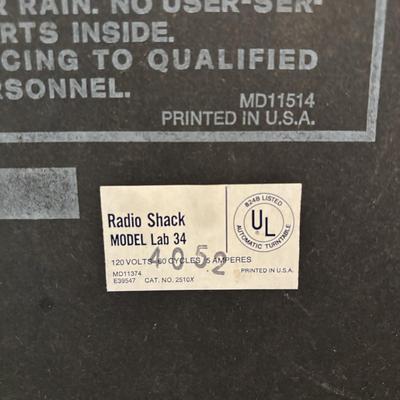 R RAIN. NO USER-SER-
RTS INSIDE.
CING TO QUALIFIED
RSONNEL.
MD11514
PRINTED IN U.S.A.
Radio Shack
MODEL Lab 34
4052
120 VOLTS-60 CYCLES/.5 AMPERES
MD11374
E39547 CAT. NO. 2510X
824B LISTED
UL
AUTOMATIC TURNTABLE
PRINTED IN U.S.A.